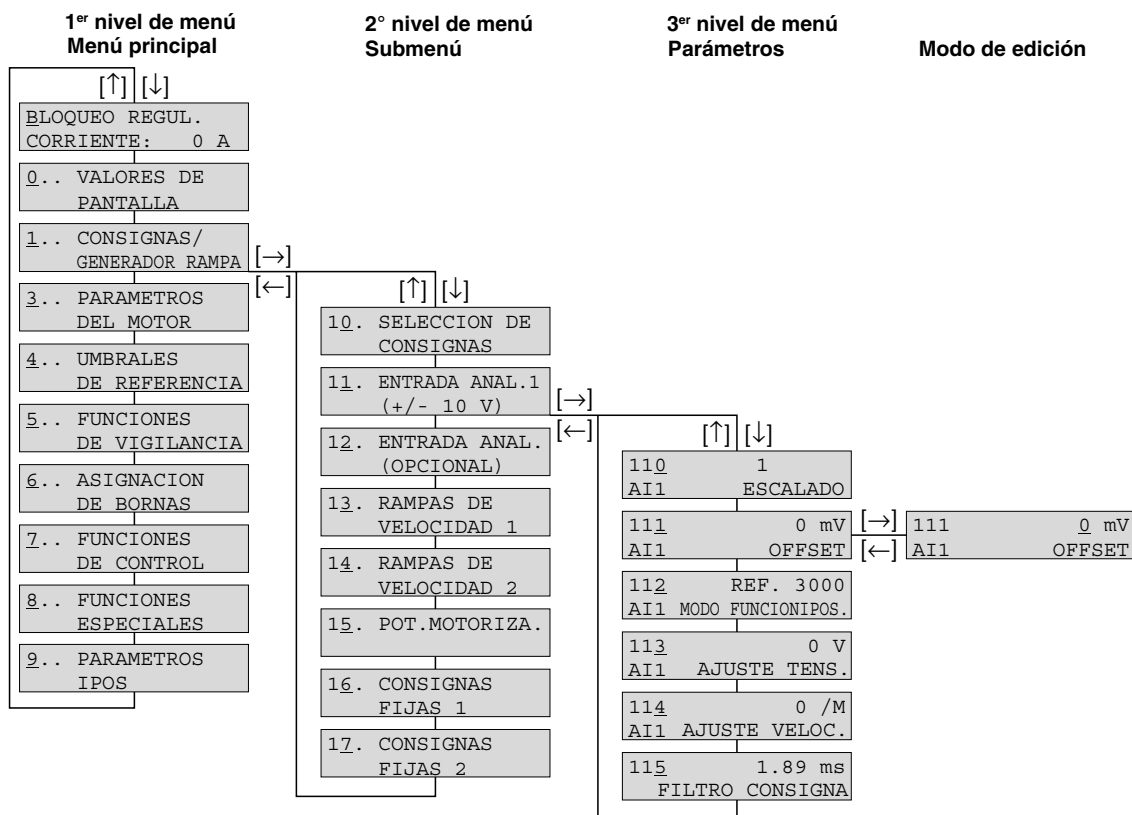 1er nivel de menú
Menú principal
2° nivel de menú
Submenú
3er nivel de menú
Parámetros
Modo de edición
[↑] [↓]
BLOQUEO REGUL.
CORRIENTE: 0 A
0.. VALORES DE
PANTALLA
1.. CONSIGNAS/
GENERADOR RAMPA
3.. PARAMETROS
DEL MOTOR
4.. UMBRALES
DE REFERENCIA
5.. FUNCIONES
DE VIGILANCIA
6.. ASIGNACION
DE BORNAS
7.. FUNCIONES
DE CONTROL
8.. FUNCIONES
ESPECIALES
9.. PARAMETROS
IPOS
[→]
[←]
[↑] [↓]
10. SELECCION DE
CONSIGNAS
11. ENTRADA ANAL.1
(+/- 10 V)
12. ENTRADA ANAL.
(OPCIONAL)
13. RAMPAS DE
VELOCIDAD 1
14. RAMPAS DE
VELOCIDAD 2
15. POT.MOTORIZA.
16. CONSIGNAS
FIJAS 1
17. CONSIGNAS
FIJAS 2
[→]
[←]
[↑] [↓]
110 1
AI1 ESCALADO
111 0 mV
AI1 OFFSET
112 REF. 3000
AI1 MODO FUNCIONIPOS.
113 0 V
AI1 AJUSTE TENS.
114 0 /M
AI1 AJUSTE VELOC.
115 1.89 ms
FILTRO CONSIGNA
[→]
[←]
111 0 mV
AI1 OFFSET